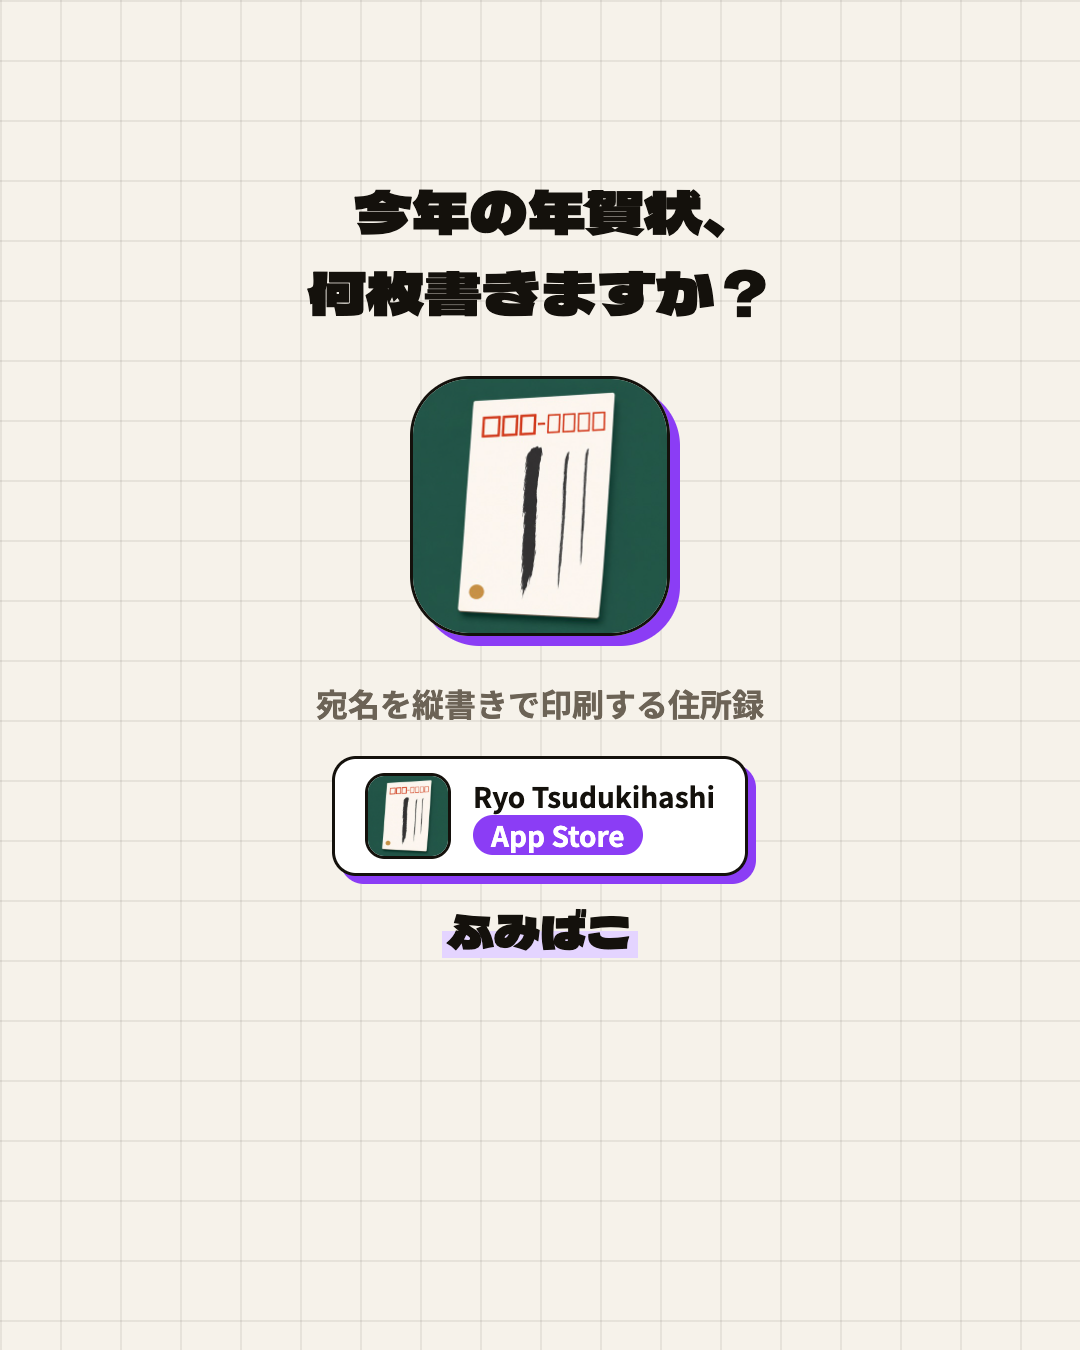 今年の年賀状、
何枚書きますか？
宛名を縦書きで印刷する住所録
Ryo Tsudukihashi
App Store
ふみばこ